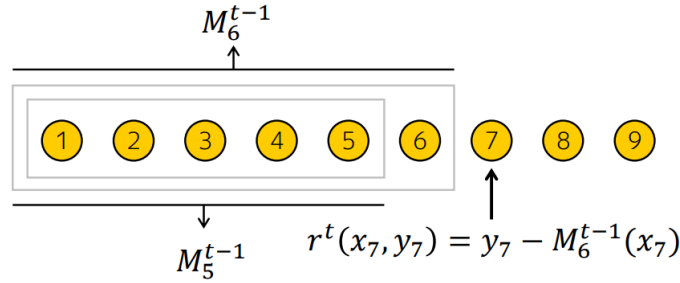 M_6^{t-1}
1 2 3 4 5 6 7 8 9
M_5^{t-1}
r^t(x_7, y_7) = y_7 − M_6^{t-1}(x_7)